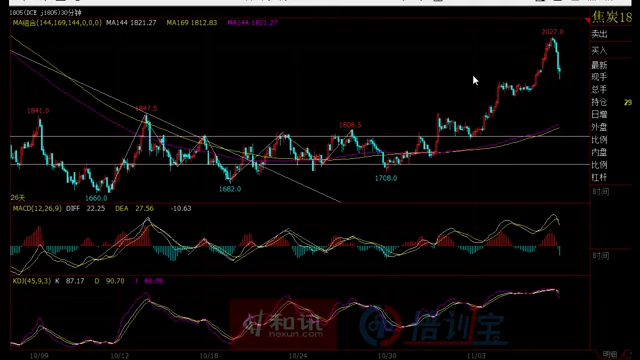 1805(DCE j1805)30分钟
MA组合(144,169,144,0,0,0) MA144 1821.27 MA169 1812.83 MA144 1821.27
焦炭18
卖出
买入
最新
现手
总手
持仓 29
日增
外盘
比例
内盘
比例
杠杆
时间
2027.0
1841.0
1847.5
1808.5
1660.0
1682.0
1708.0
26天
MACD(12,26,9) DIFF 22.25 DEA 27.56 -10.63
时间
KDJ(45,9,3) K 87.17 D 90.70 J 80.09
和讯
hexun.com
培训宝
10/09 10/12 10/18 10/24 10/30 11/03
明细